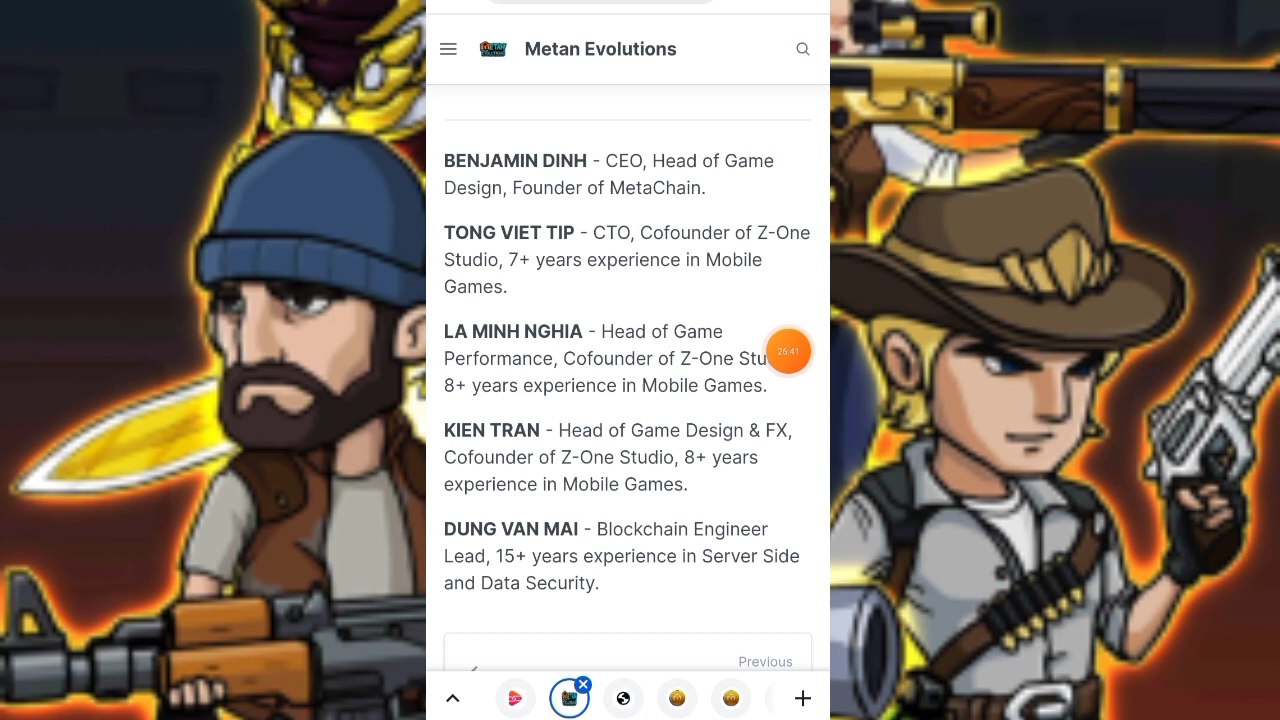 Metan Evolutions
BENJAMIN DINH - CEO, Head of Game
Design, Founder of MetaChain.
TONG VIET TIP - CTO, Cofounder of Z-One
Studio, 7+ years experience in Mobile
Games.
LA MINH NGHIA - Head of Game
Performance, Cofounder of Z-One Stu
26:41
8+ years experience in Mobile Games.
KIEN TRAN - Head of Game Design & FX,
Cofounder of Z-One Studio, 8+ years
experience in Mobile Games.
DUNG VAN MAI - Blockchain Engineer
Lead, 15+ years experience in Server Side
and Data Security.
Previous